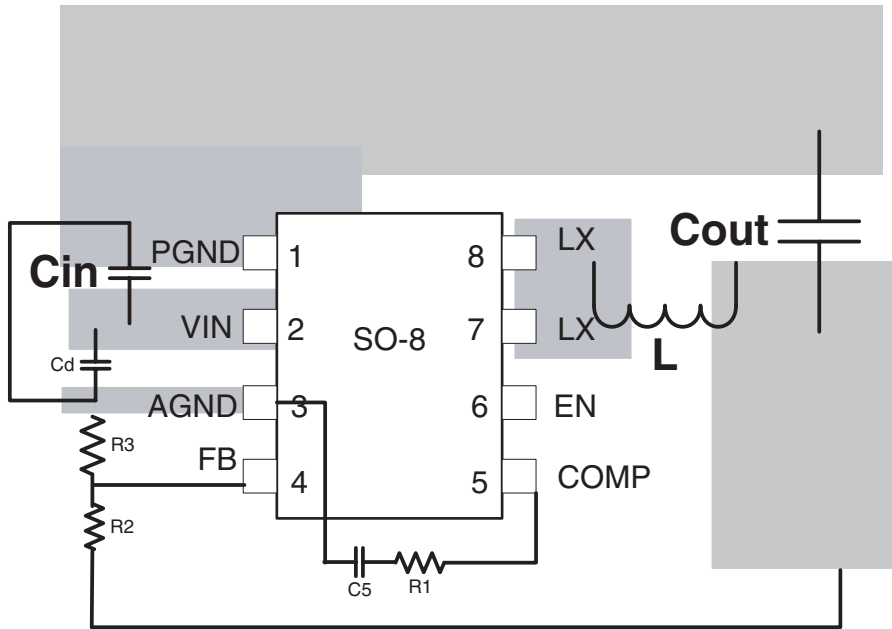 Cin
PGND
1
8
LX
Cout
VIN
2
SO-8
7
LX
L
Cd
AGND
3
6
EN
R3
FB
4
5
COMP
R2
C5
R1